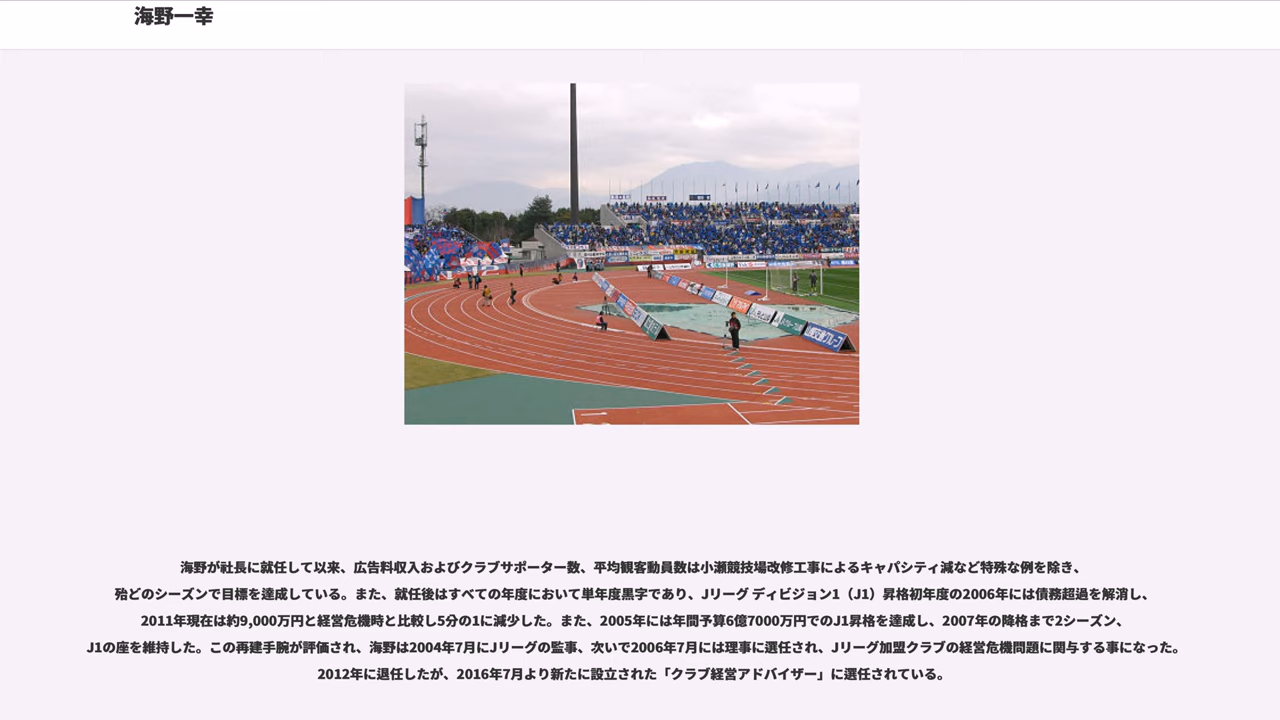 海野一幸
海野が社長に就任して以来、広告料収入およびクラブサポーター数、平均観客動員数は小瀬競技場改修工事によるキャパシティ減など特殊な例を除き、
殆どのシーズンで目標を達成している。また、就任後はすべての年度において単年度黒字であり、Jリーグ ディビジョン1（J1）昇格初年度の2006年には債務超過を解消し、
2011年現在は約9,000万円と経営危機時と比較し5分の1に減少した。また、2005年には年間予算6億7000万円でのJ1昇格を達成し、2007年の降格まで2シーズン、
J1の座を維持した。この再建手腕が評価され、海野は2004年7月にJリーグの監事、次いで2006年7月には理事に選任され、Jリーグ加盟クラブの経営危機問題に関与する事になった。
2012年に退任したが、2016年7月より新たに設立された「クラブ経営アドバイザー」に選任されている。